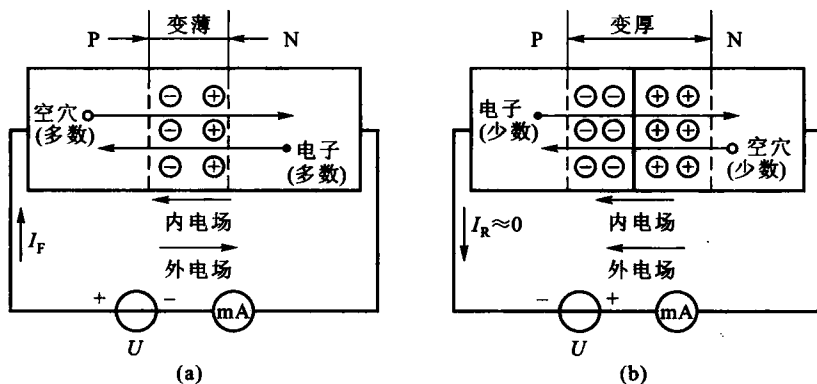 变薄
P
N
− +
− +
− +
空穴
(多数)
电子
(多数)
内电场
外电场
I_F
+
−
mA
U
(a)
变厚
P
N
− − + +
− − + +
− − + +
电子
(少数)
空穴
(少数)
内电场
外电场
I_R≈0
−
+
mA
U
(b)